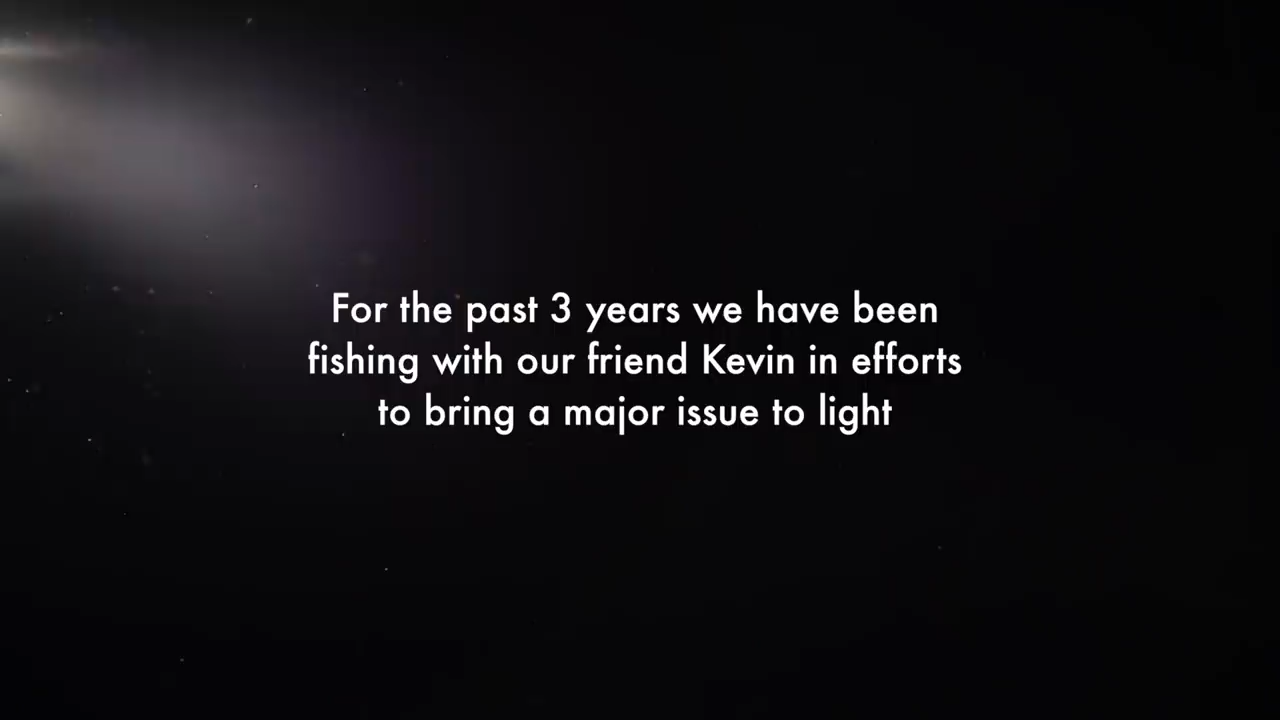 For the past 3 years we have been
fishing with our friend Kevin in efforts
to bring a major issue to light